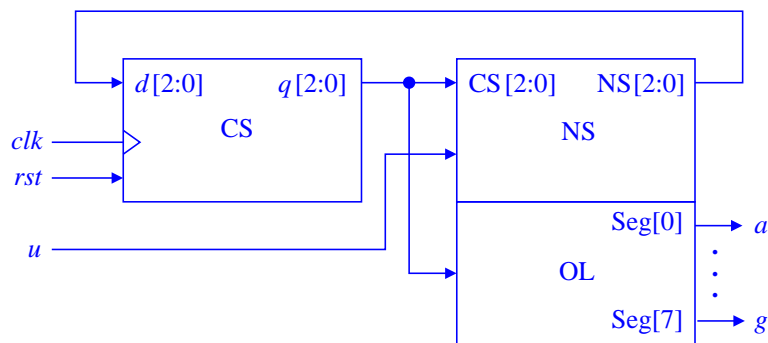 d[2:0] q[2:0] CS[2:0] NS[2:0]
CS NS
clk
rst
Seg[0] a
u
OL
Seg[7] g